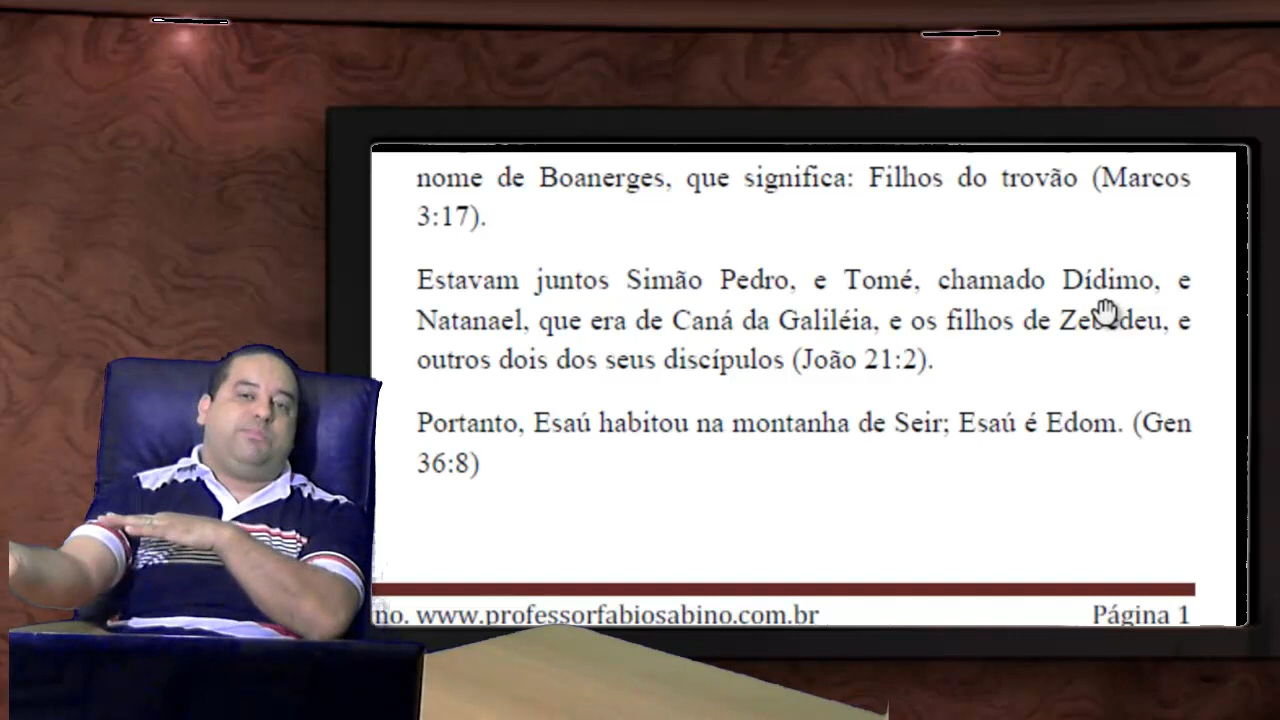 nome de Boanerges, que significa: Filhos do trovão (Marcos
3:17).
Estavam juntos Simão Pedro, e Tomé, chamado Dídimo, e
Natanael, que era de Caná da Galiléia, e os filhos de Zebedeu, e
outros dois dos seus discípulos (João 21:2).
Portanto, Esaú habitou na montanha de Seir; Esaú é Edom. (Gen
36:8)
no. www.professorfabiosabino.com.br Página 1